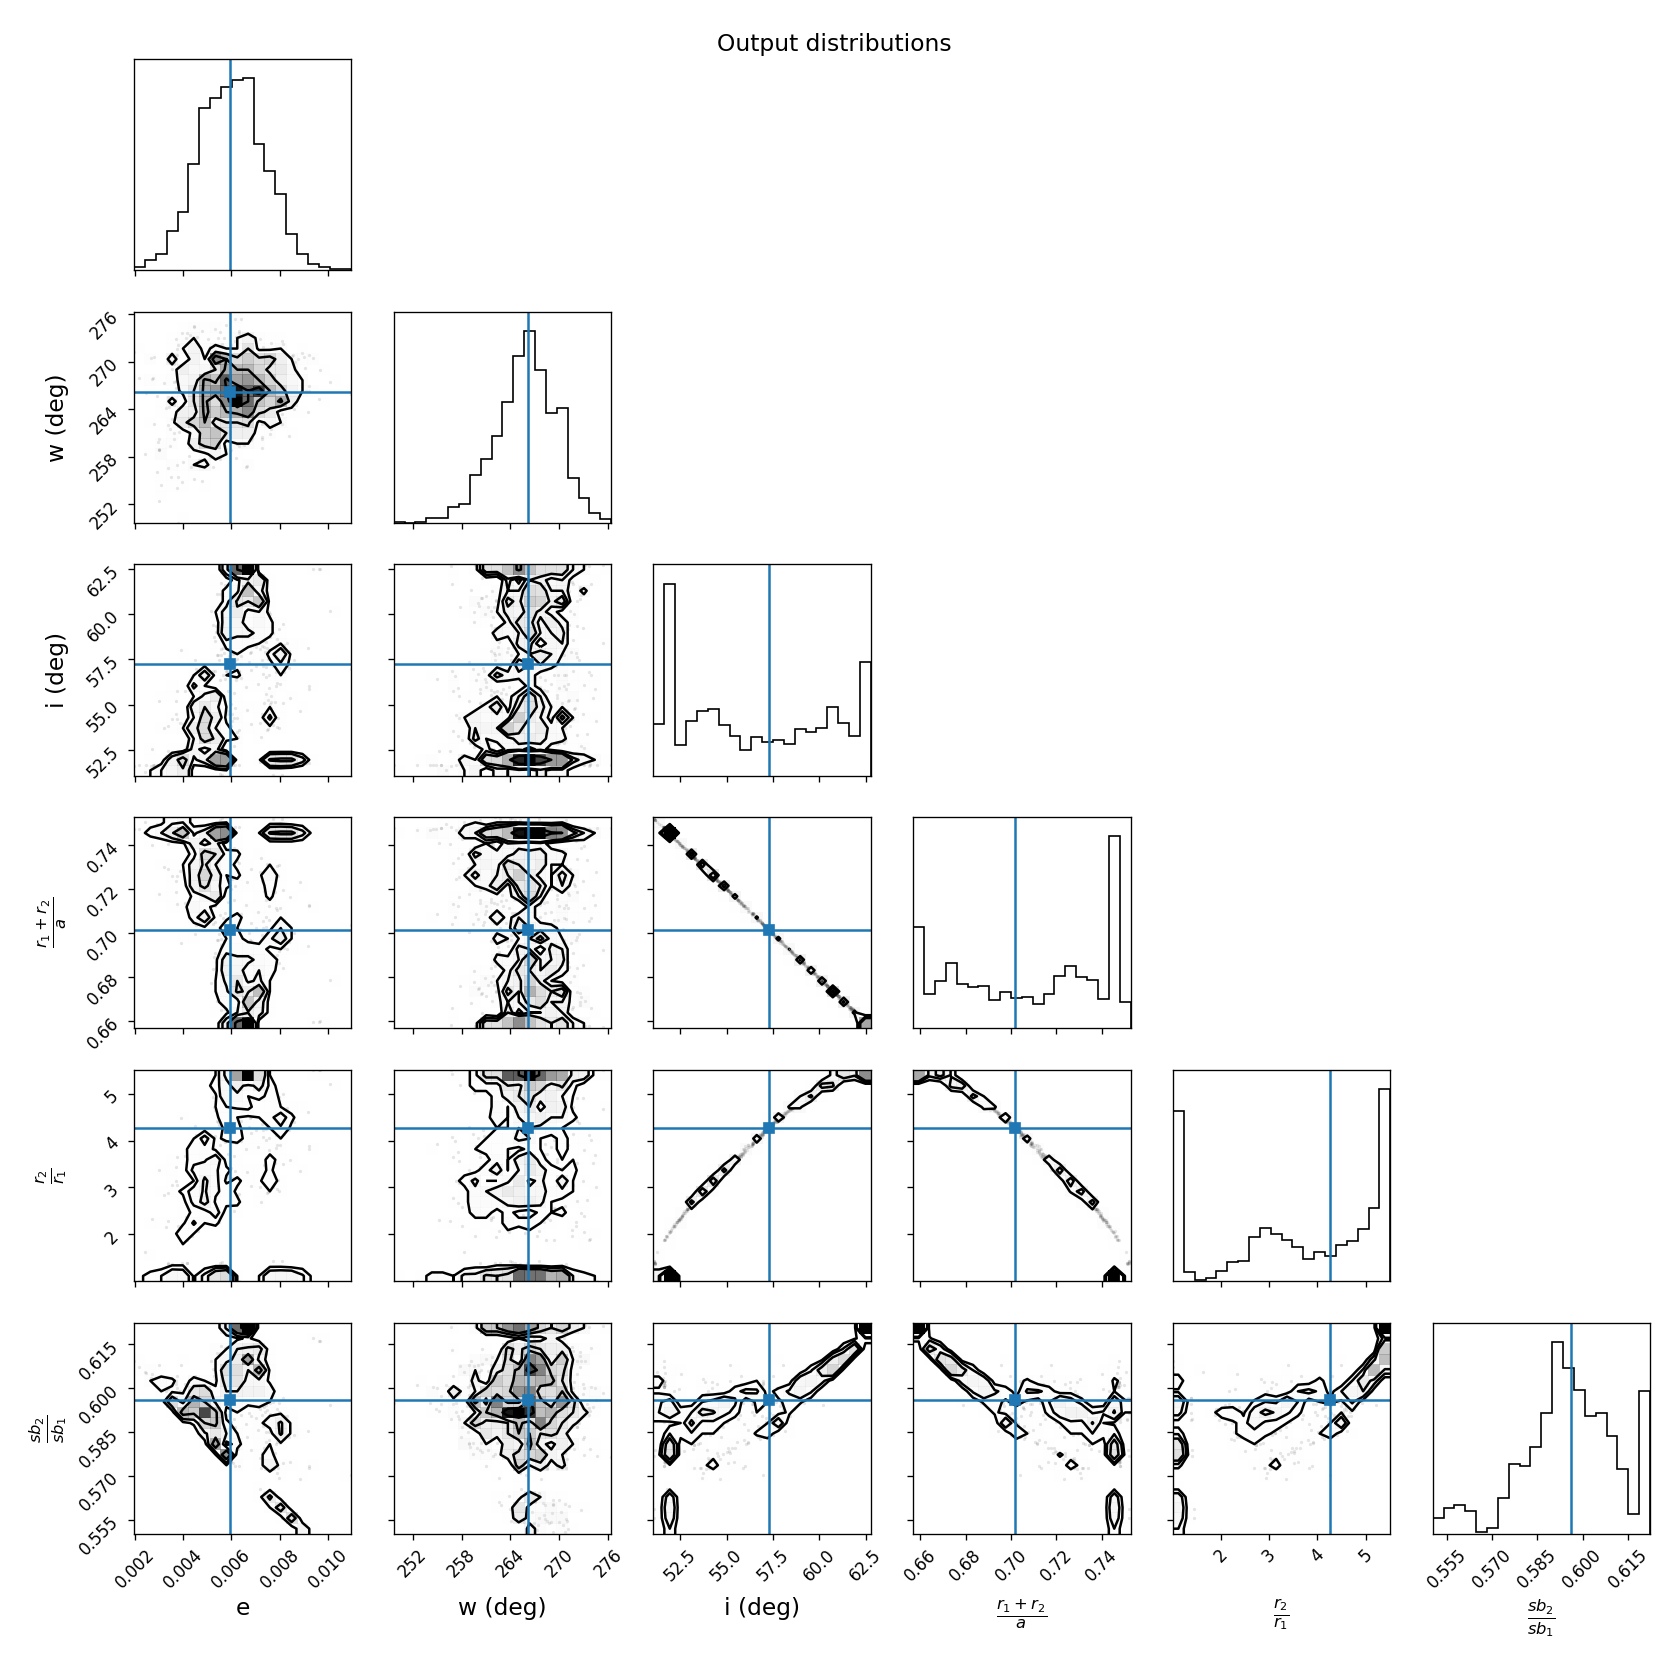 Output distributions
276
270
264
258
252
w (deg)
62.5
60.0
57.5
55.0
52.5
i (deg)
0.74
0.72
0.70
0.68
0.66
r₁ + r₂
a
5
4
3
2
r₂
r₁
0.615
0.600
0.585
0.570
0.555
sb₂
sb₁
0.002 0.004 0.006 0.008 0.010
e
252 258 264 270 276
w (deg)
52.5 55.0 57.5 60.0 62.5
i (deg)
0.66 0.68 0.70 0.72 0.74
r₁ + r₂
a
2 3 4 5
r₂
r₁
0.555 0.570 0.585 0.600 0.615
sb₂
sb₁